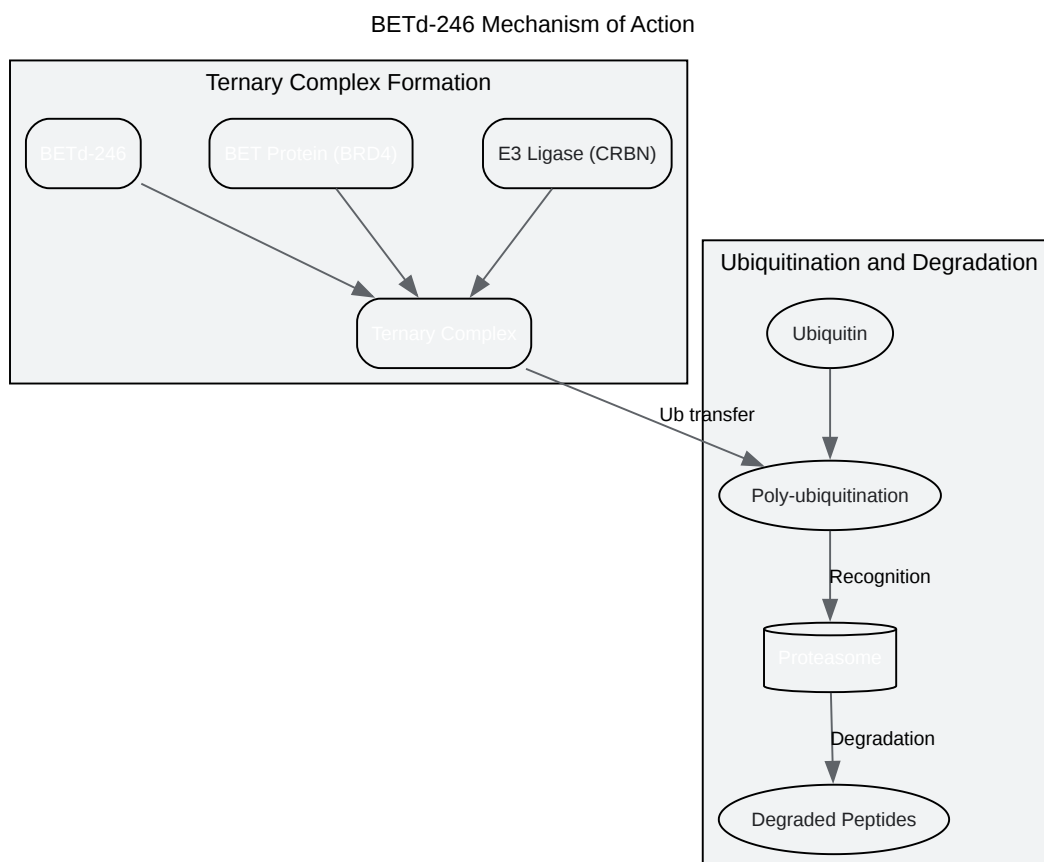 BETd-246 Mechanism of Action
Ternary Complex Formation
BETd-246
BET Protein (BRD4)
E3 Ligase (CRBN)
Ternary Complex
Ub transfer
Ubiquitination and Degradation
Ubiquitin
Poly-ubiquitination
Recognition
Proteasome
Degradation
Degraded Peptides